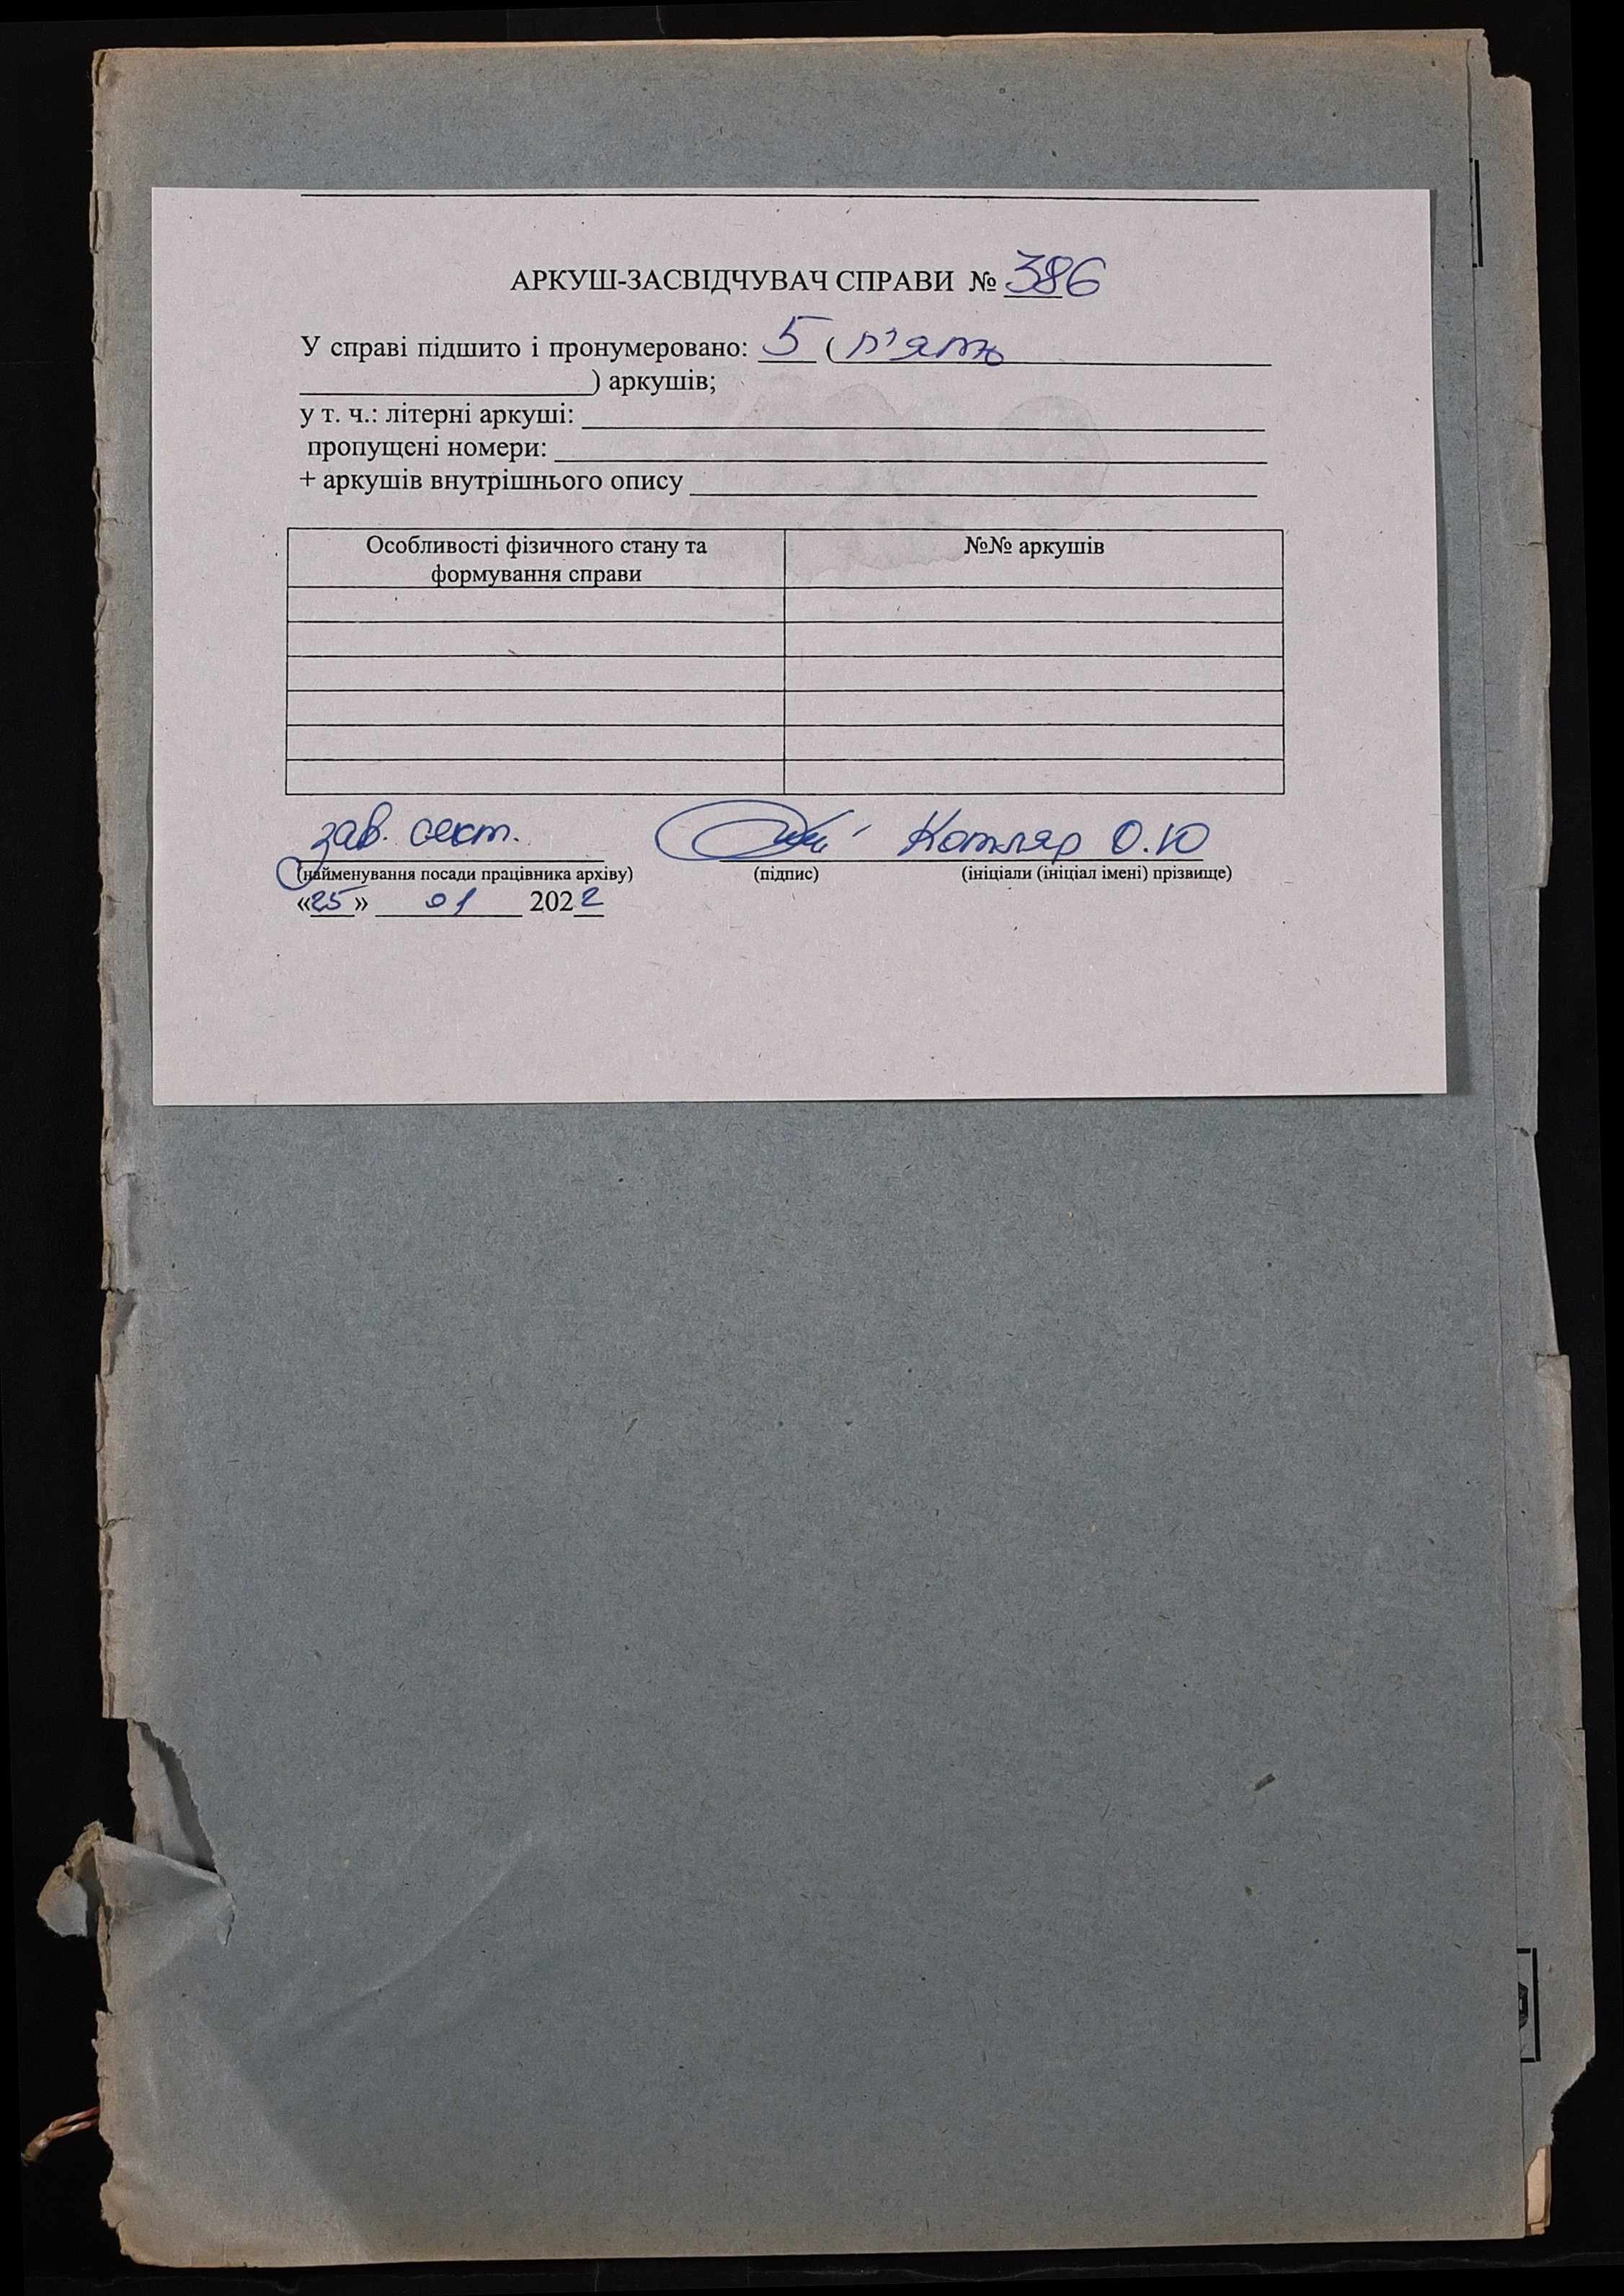 АРКУШ-ЗАСВІДЧУВАЧ СПРАВИ № 386
У справі підшито і пронумеровано: 5 ( п'ять
) аркушів;
у т. ч.: літерні аркуші:
пропущені номери:
+ аркушів внутрішнього опису
Особливості фізичного стану та формування справи №№ аркушів
зав. сект. Котляр О.Ю
(найменування посади працівника архіву) (підпис) (ініціали (ініціал імені) прізвище)
«25» 01 2022